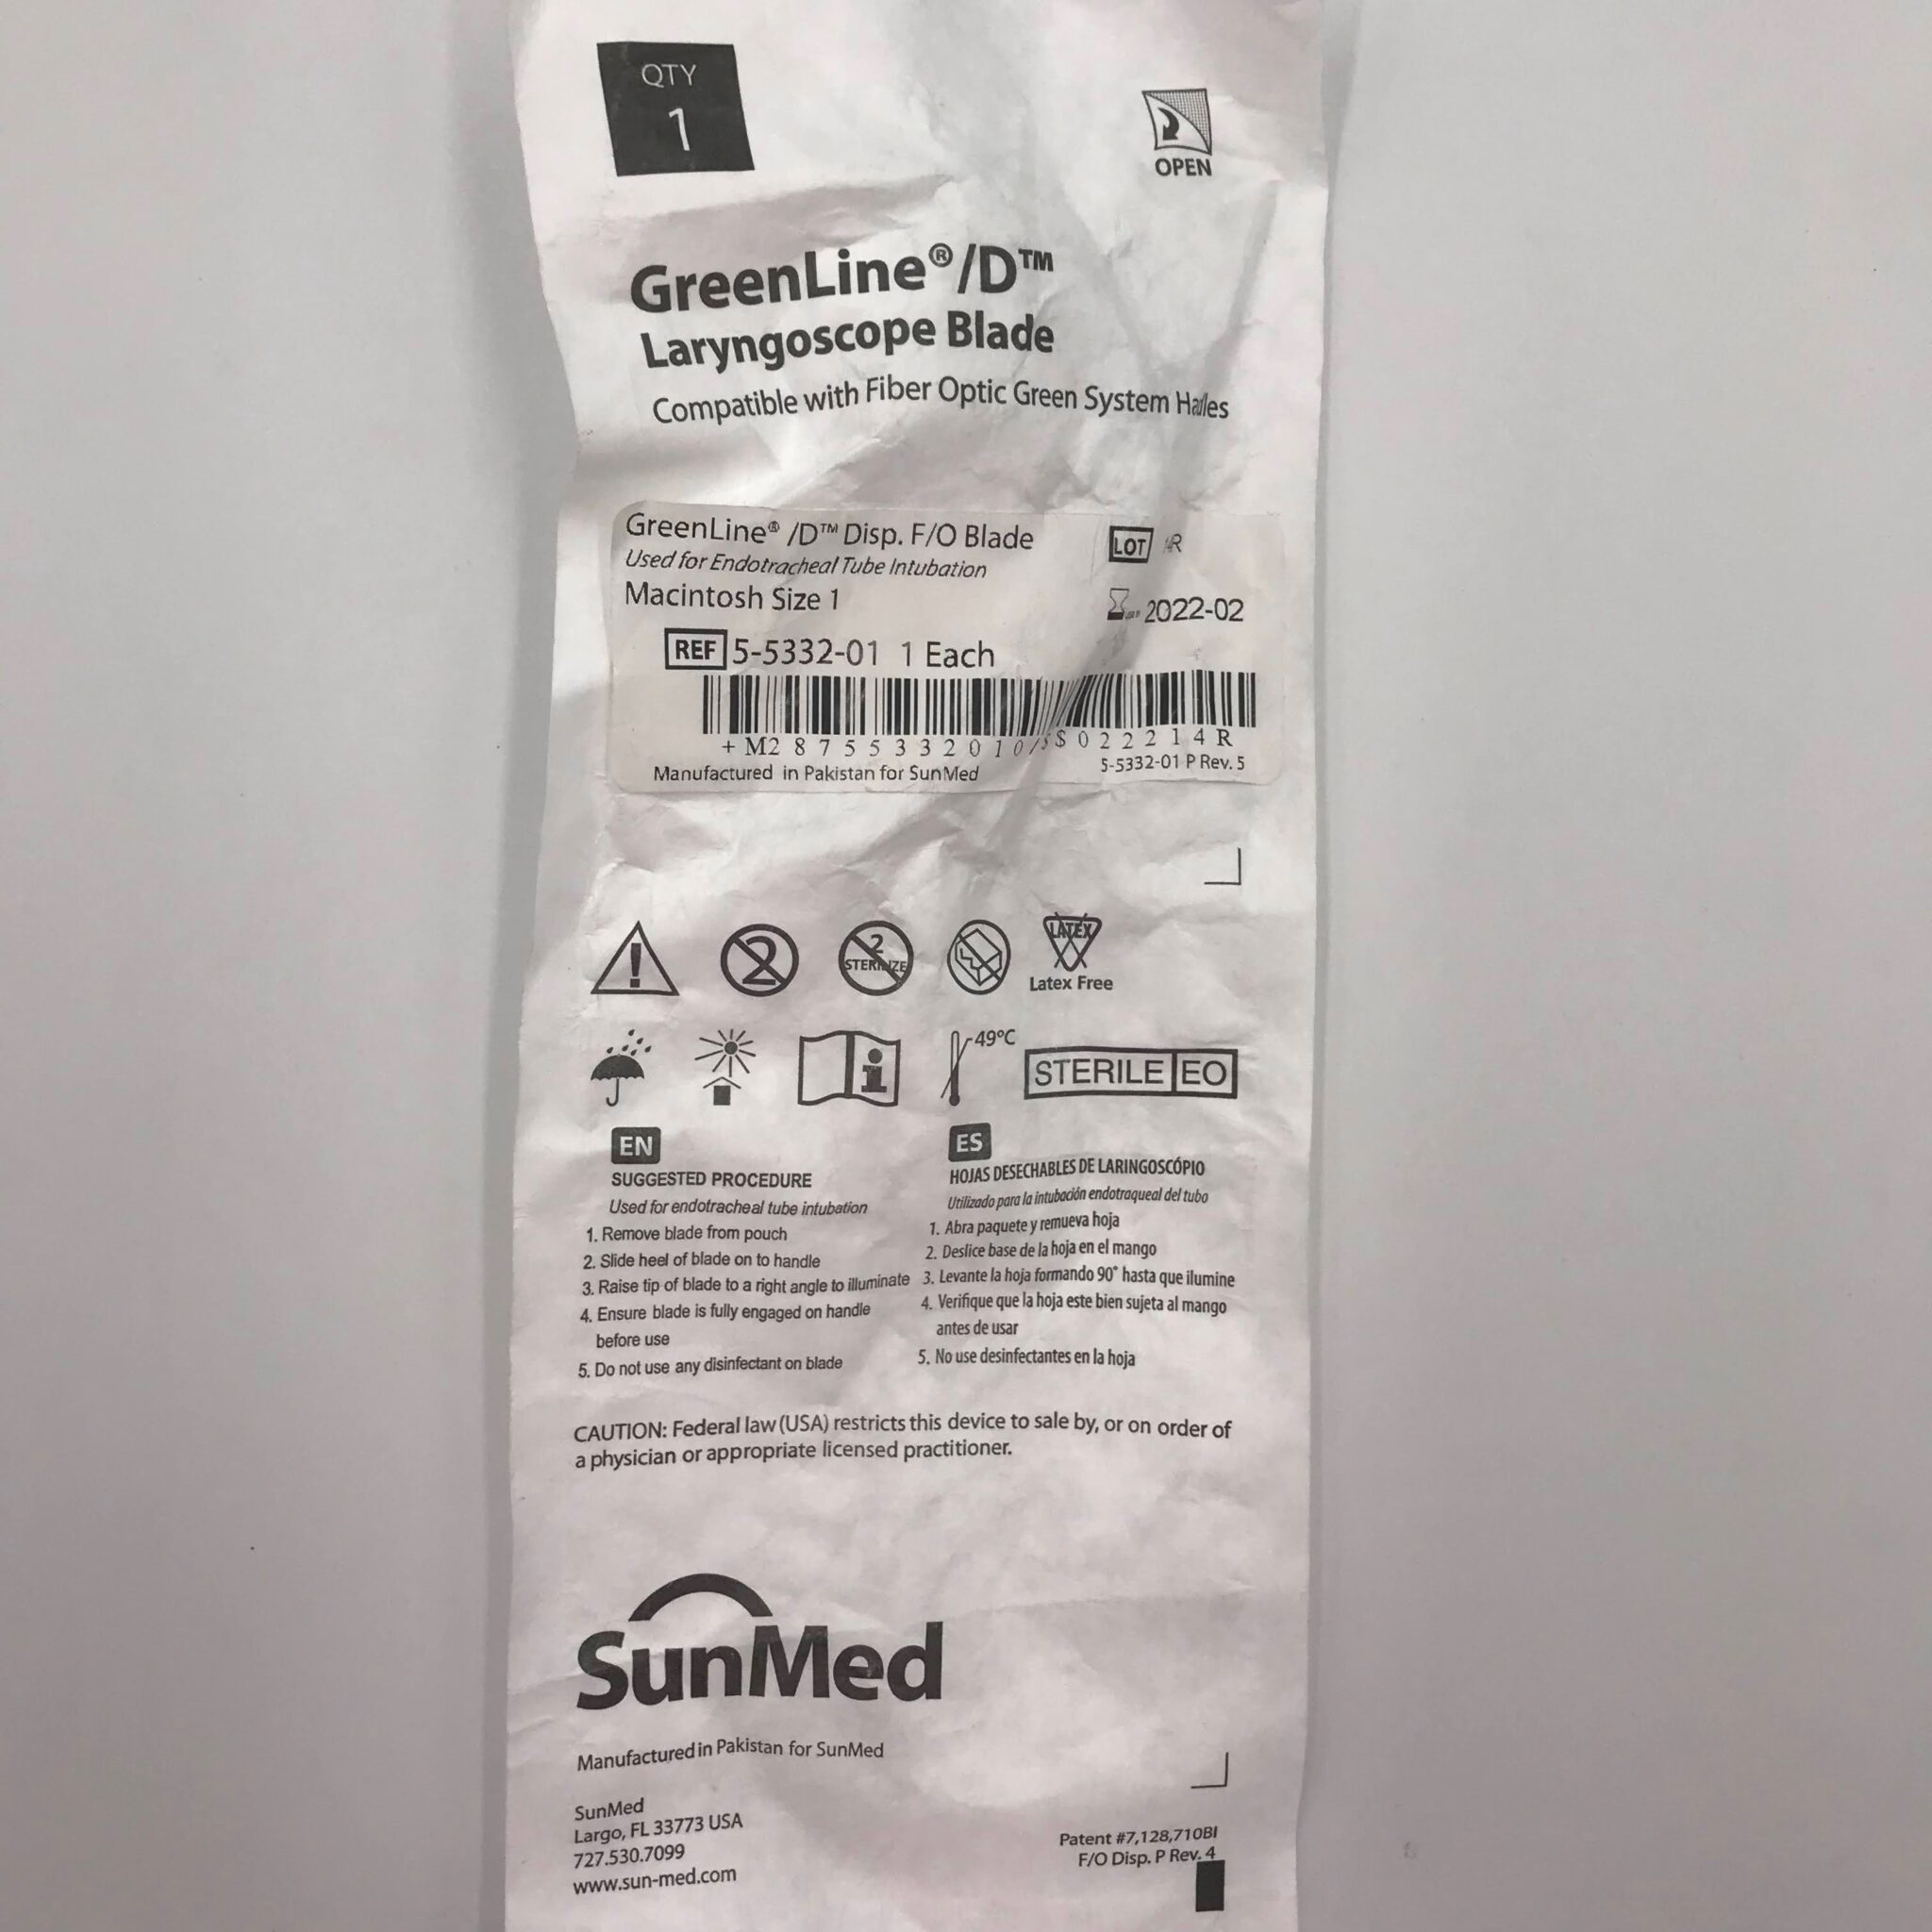 QTY
1
OPEN
GreenLine®/D™
Laryngoscope Blade
Compatible with Fiber Optic Green System
GreenLine® /D™ Disp. F/O Blade
Used for Endotracheal Tube Intubation
Macintosh Size 1
LOT
2022-02
REF 5-5332-01 1 Each
+M28755332010/$$022214R
Manufactured in Pakistan for SunMed
5-5332-01 P Rev. 5
2
2
STERILIZE
LATEX
Latex Free
49°C
STERILE EO
EN
SUGGESTED PROCEDURE
Used for endotracheal tube intubation
1. Remove blade from pouch
2. Slide heel of blade on to handle
3. Raise tip of blade to a right angle to illuminate
4. Ensure blade is fully engaged on handle
before use
5. Do not use any disinfectant on blade
ES
HOJAS DESECHABLES DE LARINGOSCÓPIO
Utilizado para la intubación endotraqueal del tubo
1. Abra paquete y remueva hoja
2. Deslice base de la hoja en el mango
3. Levante la hoja formando 90° hasta que ilumine
4. Verifique que la hoja este bien sujeta al mango
antes de usar
5. No use desinfectantes en la hoja
CAUTION: Federal law (USA) restricts this device to sale by, or on order of
a physician or appropriate licensed practitioner.
SunMed
Manufactured in Pakistan for SunMed
SunMed
Largo, FL 33773 USA
727.530.7099
www.sun-med.com
Patent #7,128,710BI
F/O Disp. P Rev. 4